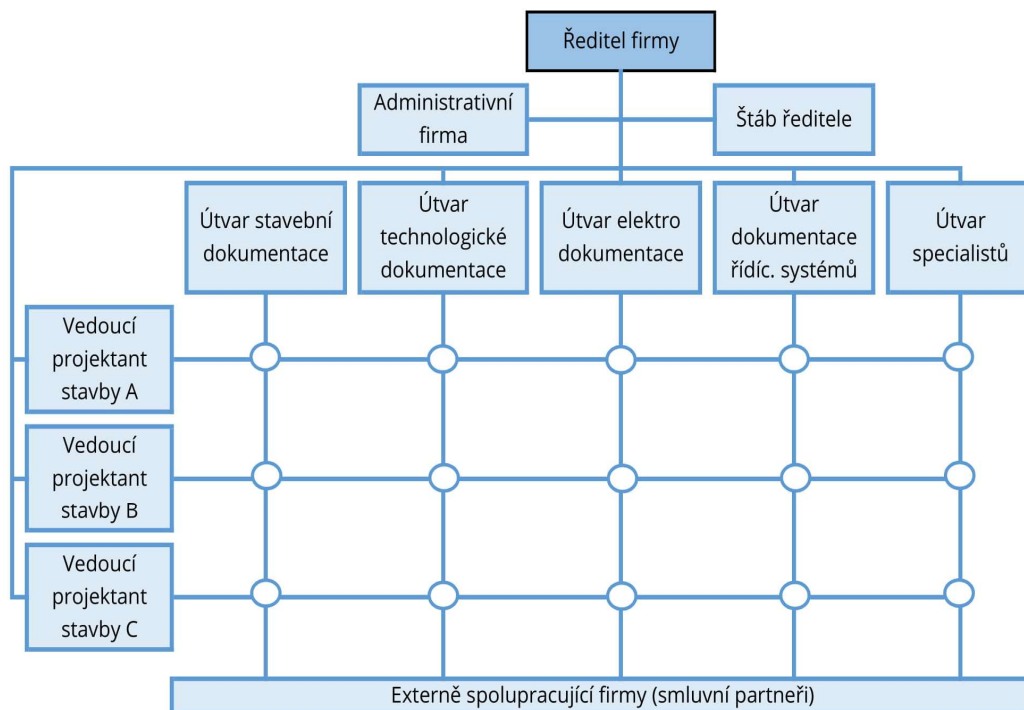 Ředitel firmy
Administrativní
firma
Štáb ředitele
Útvar stavební
dokumentace
Útvar
technologické
dokumentace
Útvar elektro
dokumentace
Útvar
dokumentace
řídíc. systémů
Útvar
specialistů
Vedoucí
projektant
stavby A
Vedoucí
projektant
stavby B
Vedoucí
projektant
stavby C
Externě spolupracující firmy (smluvní partneři)